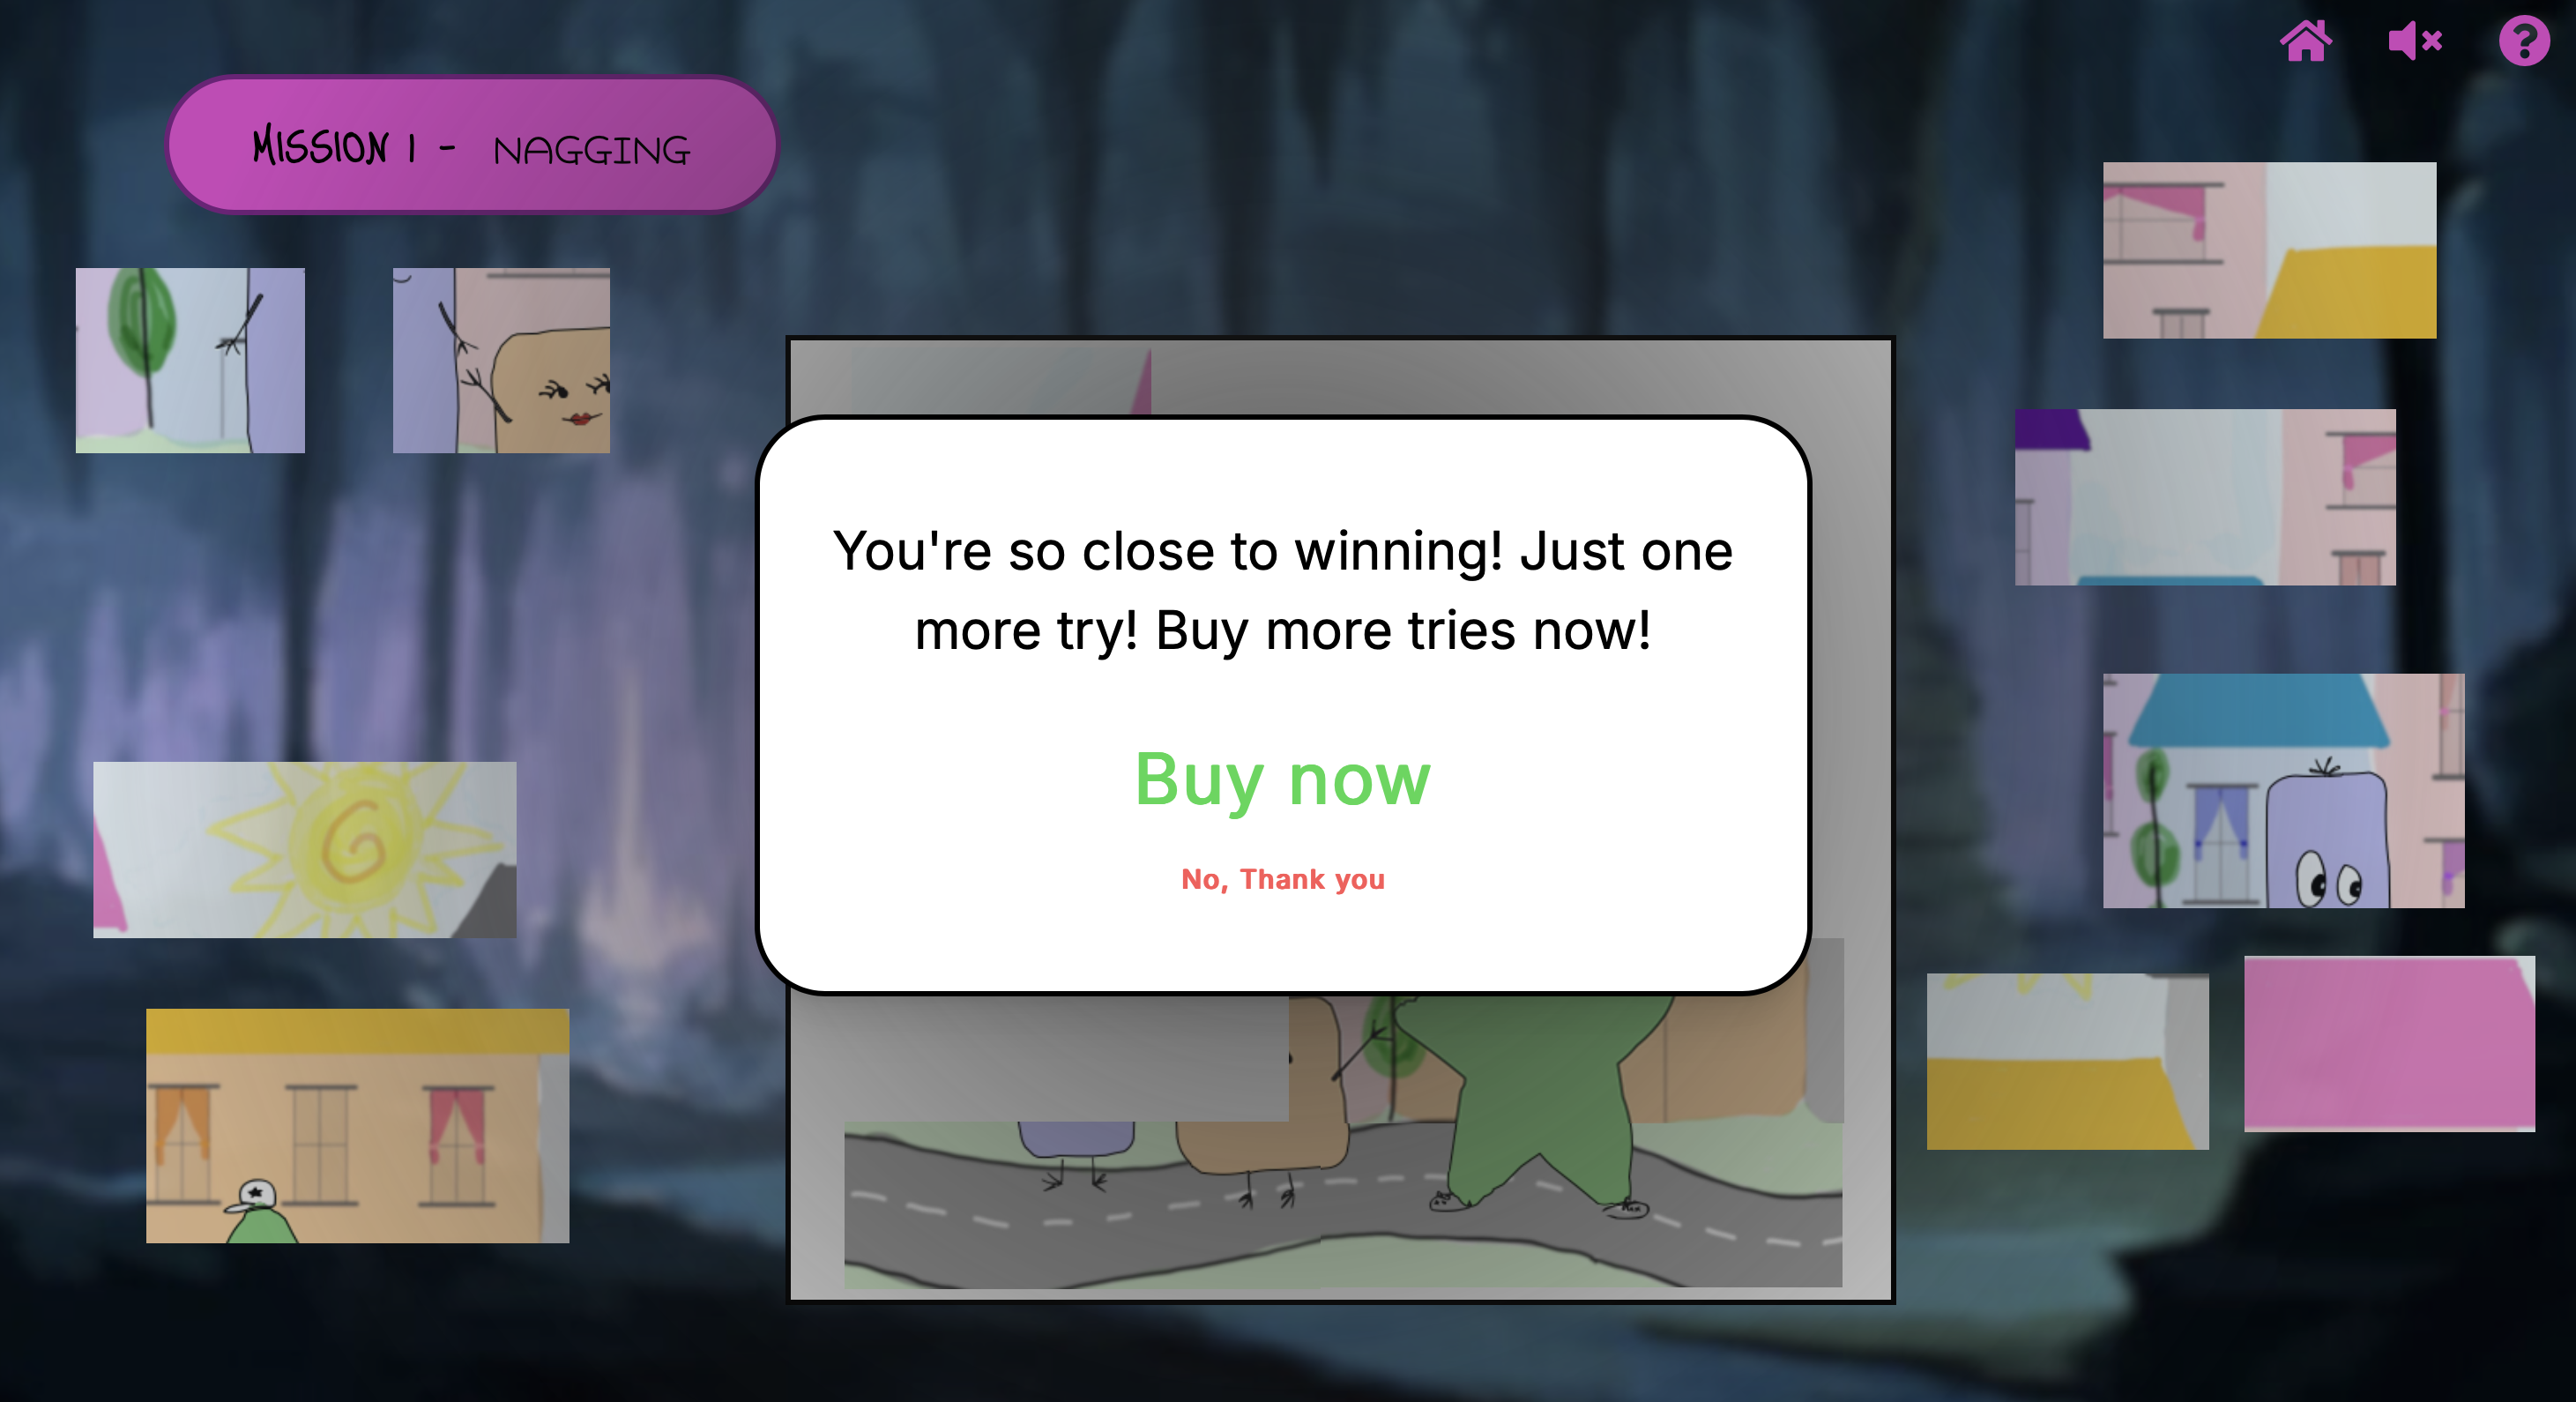 MISSION 1 - NAGGING
You're so close to winning! Just one
more try! Buy more tries now!
Buy now
No, Thank you